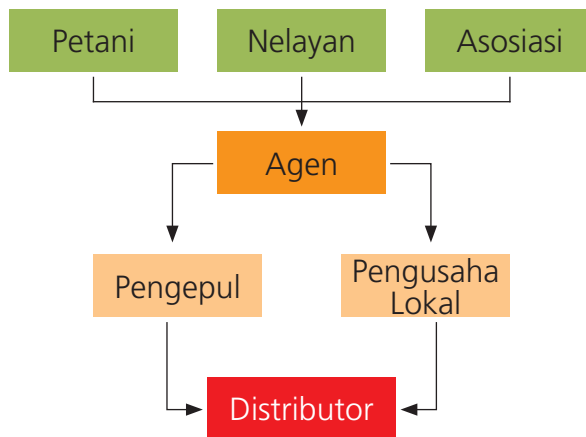 Petani
Nelayan
Asosiasi
Agen
Pengepul
Pengusaha
Lokal
Distributor